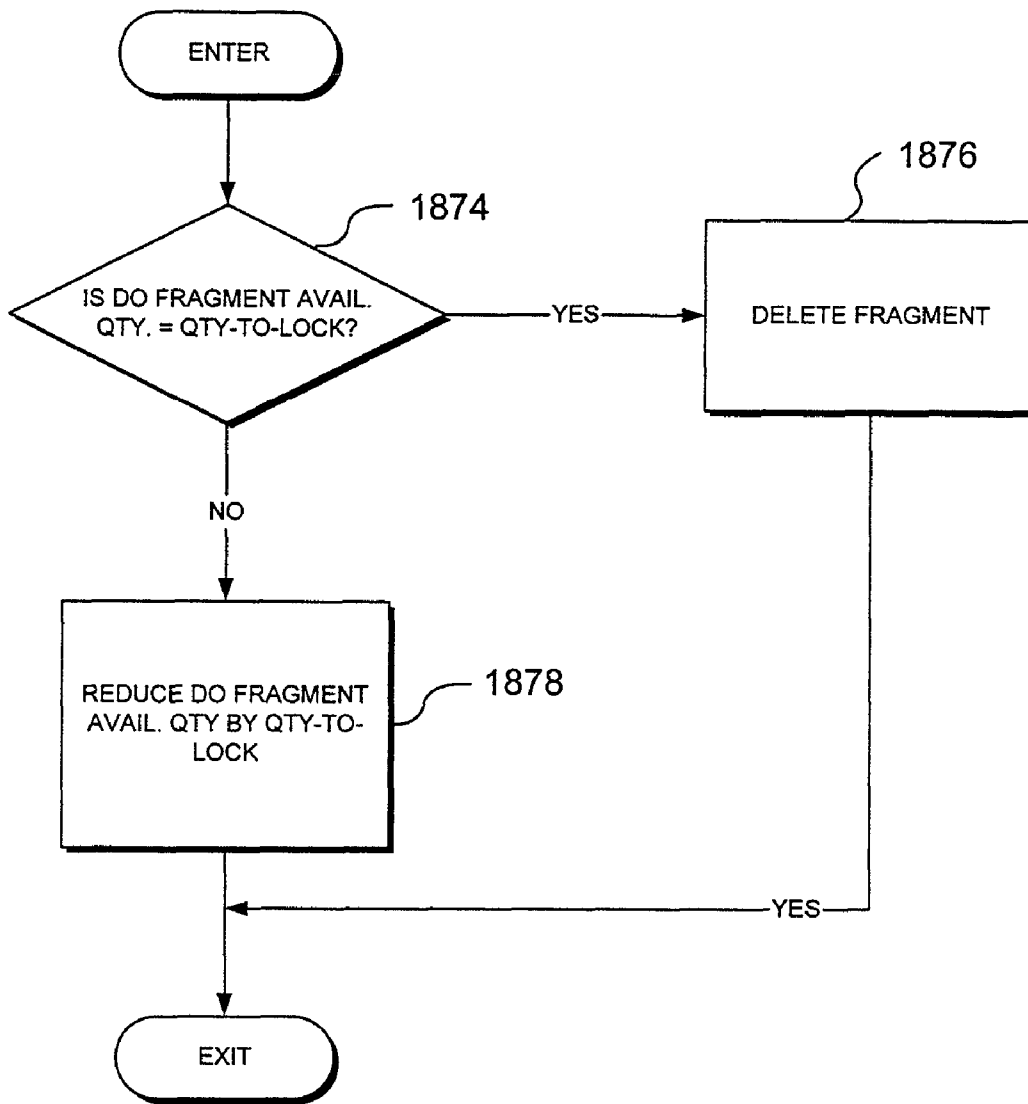 ENTER
1874
1876
IS DO FRAGMENT AVAIL.
QTY. = QTY-TO-LOCK?
YES
DELETE FRAGMENT
NO
1878
REDUCE DO FRAGMENT
AVAIL. QTY BY QTY-TO-
LOCK
YES
EXIT